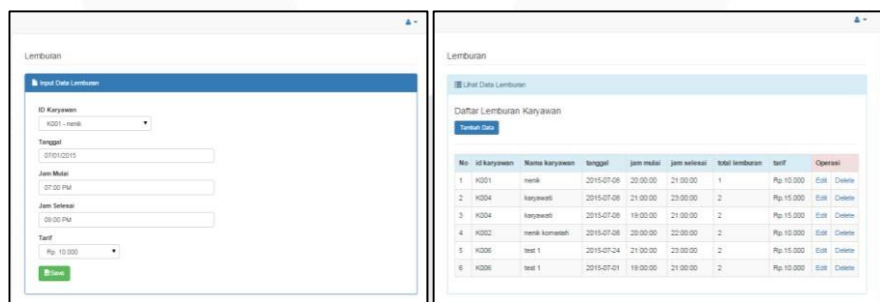 Lemburan
Input Data Lemburan
ID Karyawan
K001 - nenik
Tanggal
07/01/2015
Jam Mulai
07:00 PM
Jam Selesai
09:00 PM
Tarif
Rp. 10.000
Save
Lemburan
Lihat Data Lemburan
Daftar Lemburan Karyawan
Tambah Data
No id karyawan Nama karyawan tanggal jam mulai jam selesai total lemburan tarif Operasi
1 K001 nenik 2015-07-08 20:00:00 21:00:00 1 Rp.10.000 Edit Delete
2 K004 karyawati 2015-07-08 21:00:00 23:00:00 2 Rp.15.000 Edit Delete
3 K004 karyawati 2015-07-08 19:00:00 21:00:00 2 Rp.15.000 Edit Delete
4 K002 nenik komariah 2015-07-08 20:00:00 22:00:00 2 Rp.10.000 Edit Delete
5 K006 test 1 2015-07-24 21:00:00 23:00:00 2 Rp.15.000 Edit Delete
6 K006 test 1 2015-07-01 19:00:00 21:00:00 2 Rp.10.000 Edit Delete